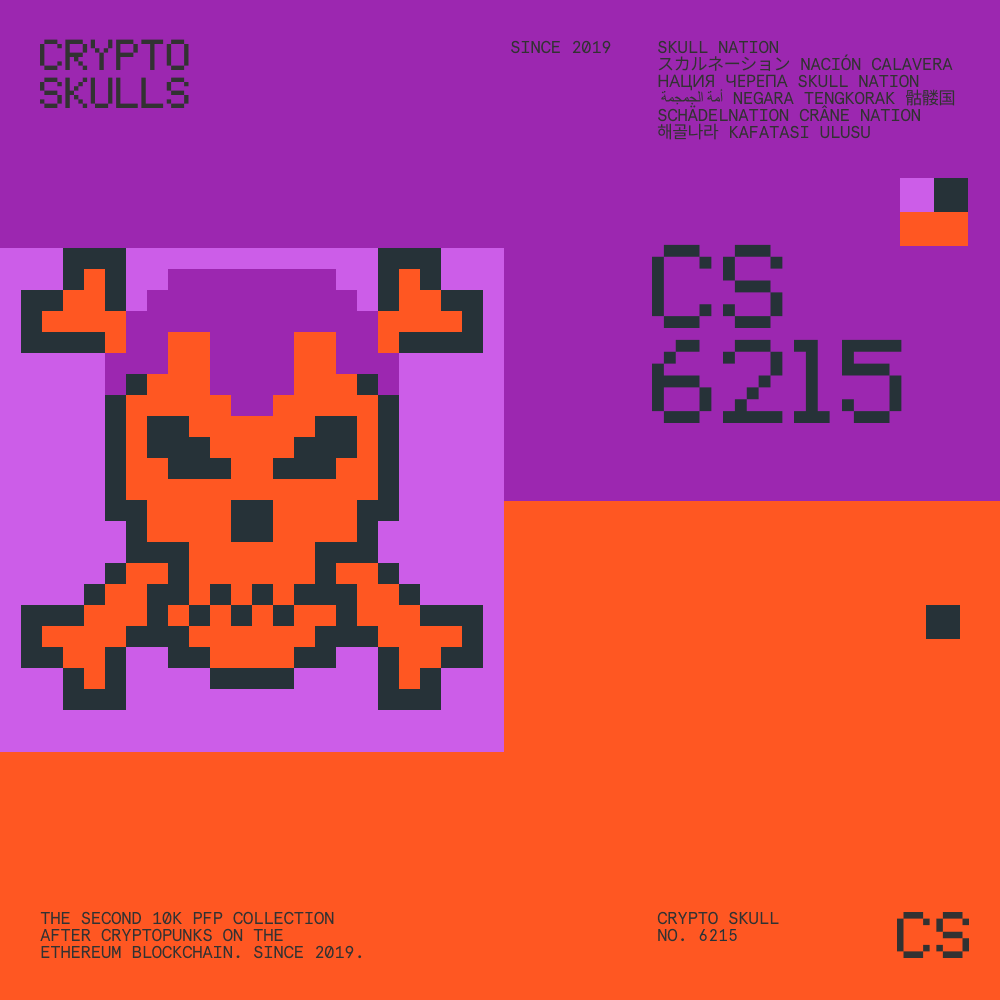 CRYPTO
SKULLS
SINCE 2019
SKULL NATION
スカルネーション NACIÓN CALAVERA
НАЦИЯ ЧЕРЕПА SKULL NATION
أمة الجمجمة NEGARA TENGKORAK 骷髅国
SCHÄDELNATION CRÂNE NATION
해골나라 KAFATASI ULUSU
CS
6215
THE SECOND 10K PFP COLLECTION
AFTER CRYPTOPUNKS ON THE
ETHEREUM BLOCKCHAIN. SINCE 2019.
CRYPTO SKULL
NO. 6215
CS